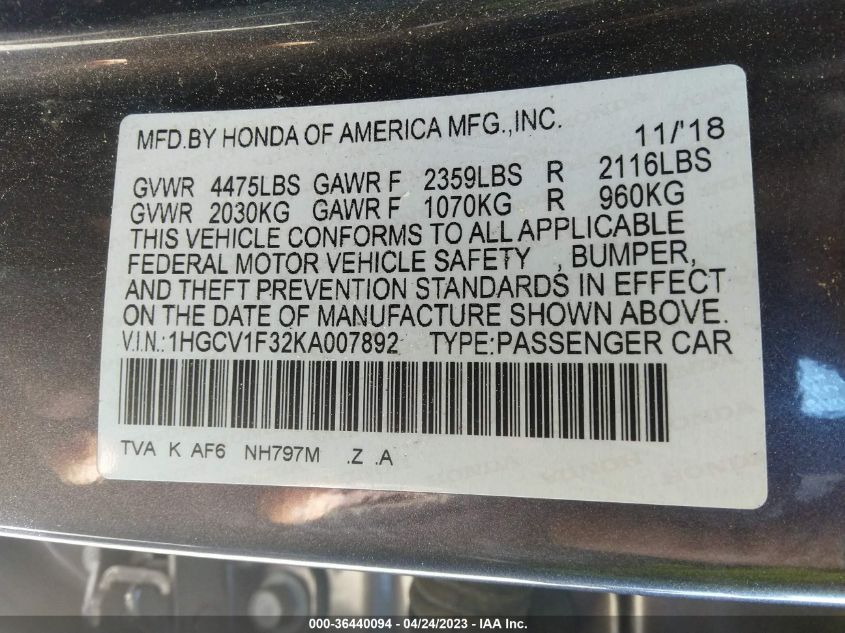 MFD.BY HONDA OF AMERICA MFG.,INC. 11/'18
GVWR 4475LBS GAWR F 2359LBS R 2116LBS
GVWR 2030KG GAWR F 1070KG R 960KG
THIS VEHICLE CONFORMS TO ALL APPLICABLE
FEDERAL MOTOR VEHICLE SAFETY , BUMPER,
AND THEFT PREVENTION STANDARDS IN EFFECT
ON THE DATE OF MANUFACTURE SHOWN ABOVE.
V.I.N.:1HGCV1F32KA007892 TYPE:PASSENGER CAR
TVA K AF6 NH797M .Z .A
000-36440094 - 04/24/2023 - IAA Inc.